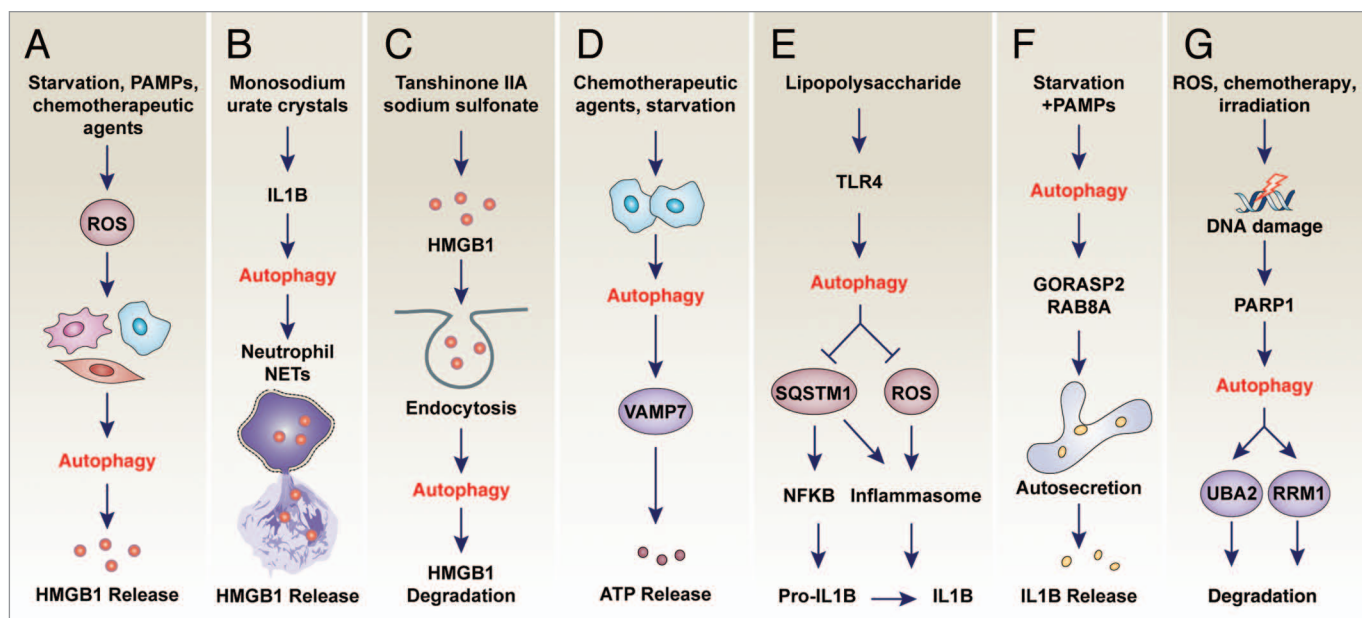 A
Starvation, PAMPs,
chemotherapeutic
agents
ROS
Autophagy
HMGB1 Release
B
Monosodium
urate crystals
IL1B
Autophagy
Neutrophil
NETs
HMGB1 Release
C
Tanshinone IIA
sodium sulfonate
HMGB1
Endocytosis
Autophagy
HMGB1
Degradation
D
Chemotherapeutic
agents, starvation
Autophagy
VAMP7
ATP Release
E
Lipopolysaccharide
TLR4
Autophagy
SQSTM1 ROS
NFKB Inflammasome
Pro-IL1B IL1B
F
Starvation
+PAMPs
Autophagy
GORASP2
RAB8A
Autosecretion
IL1B Release
G
ROS, chemotherapy,
irradiation
DNA damage
PARP1
Autophagy
UBA2 RRM1
Degradation